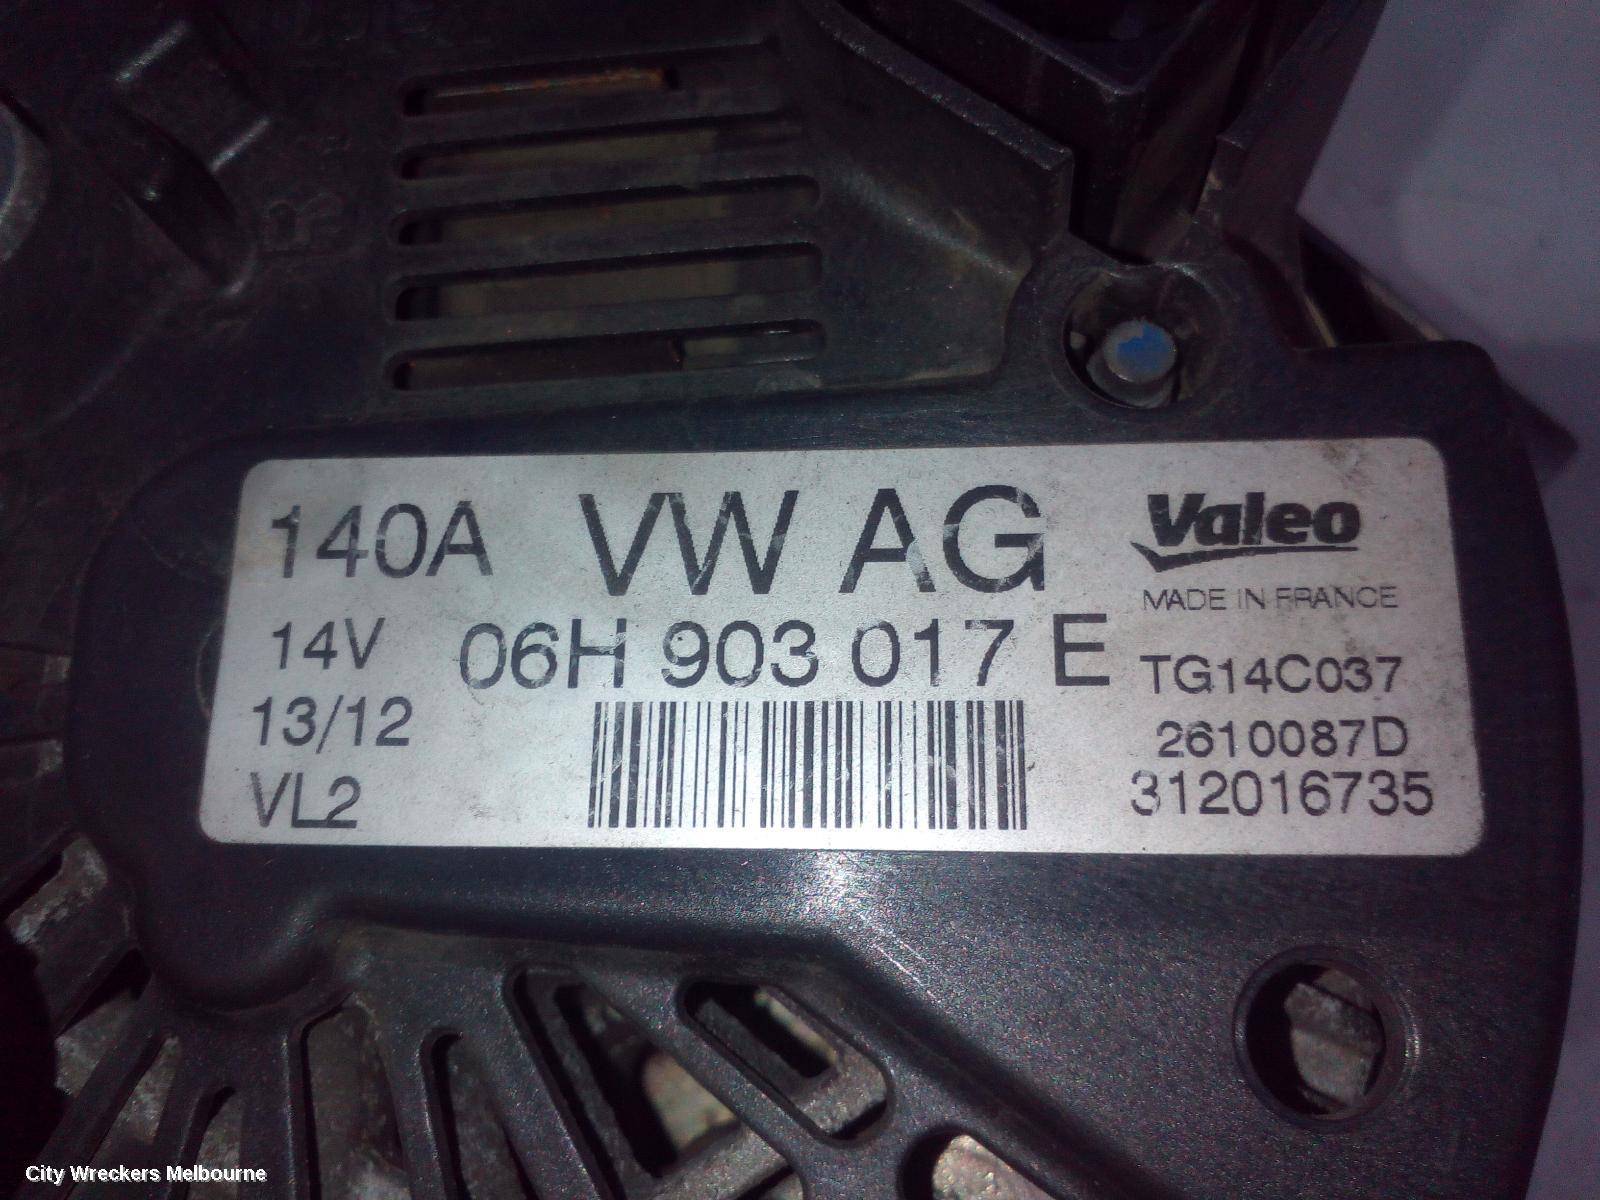 140A VW AG Valeo
MADE IN FRANCE
14V 06H 903 017 E TG14C037
13/12 2610087D
VL2 312016735
City Wreckers Melbourne